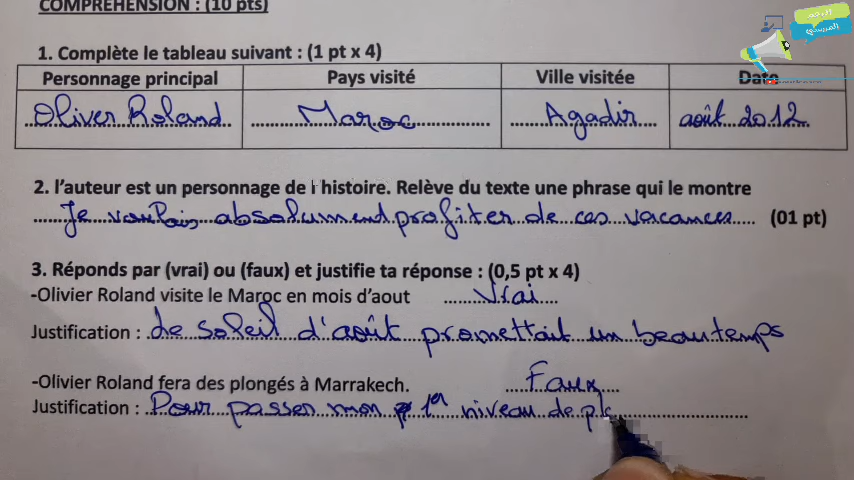 COMPRÉHENSION : (10 pts)
1. Complète le tableau suivant : (1 pt x 4)
Personnage principal Pays visité Ville visitée Date
Oliver Roland Maroc Agadir août 2012
2. l'auteur est un personnage de l histoire. Relève du texte une phrase qui le montre
Je voulais absolument profiter de ces vacances (01 pt)
3. Réponds par (vrai) ou (faux) et justifie ta réponse : (0,5 pt x 4)
-Olivier Roland visite le Maroc en mois d'aout Vrai
Justification : Le soleil d'août promettait un beau temps
-Olivier Roland fera des plongés à Marrakech. Faux
Justification : Pour passer mon 1er niveau de pl